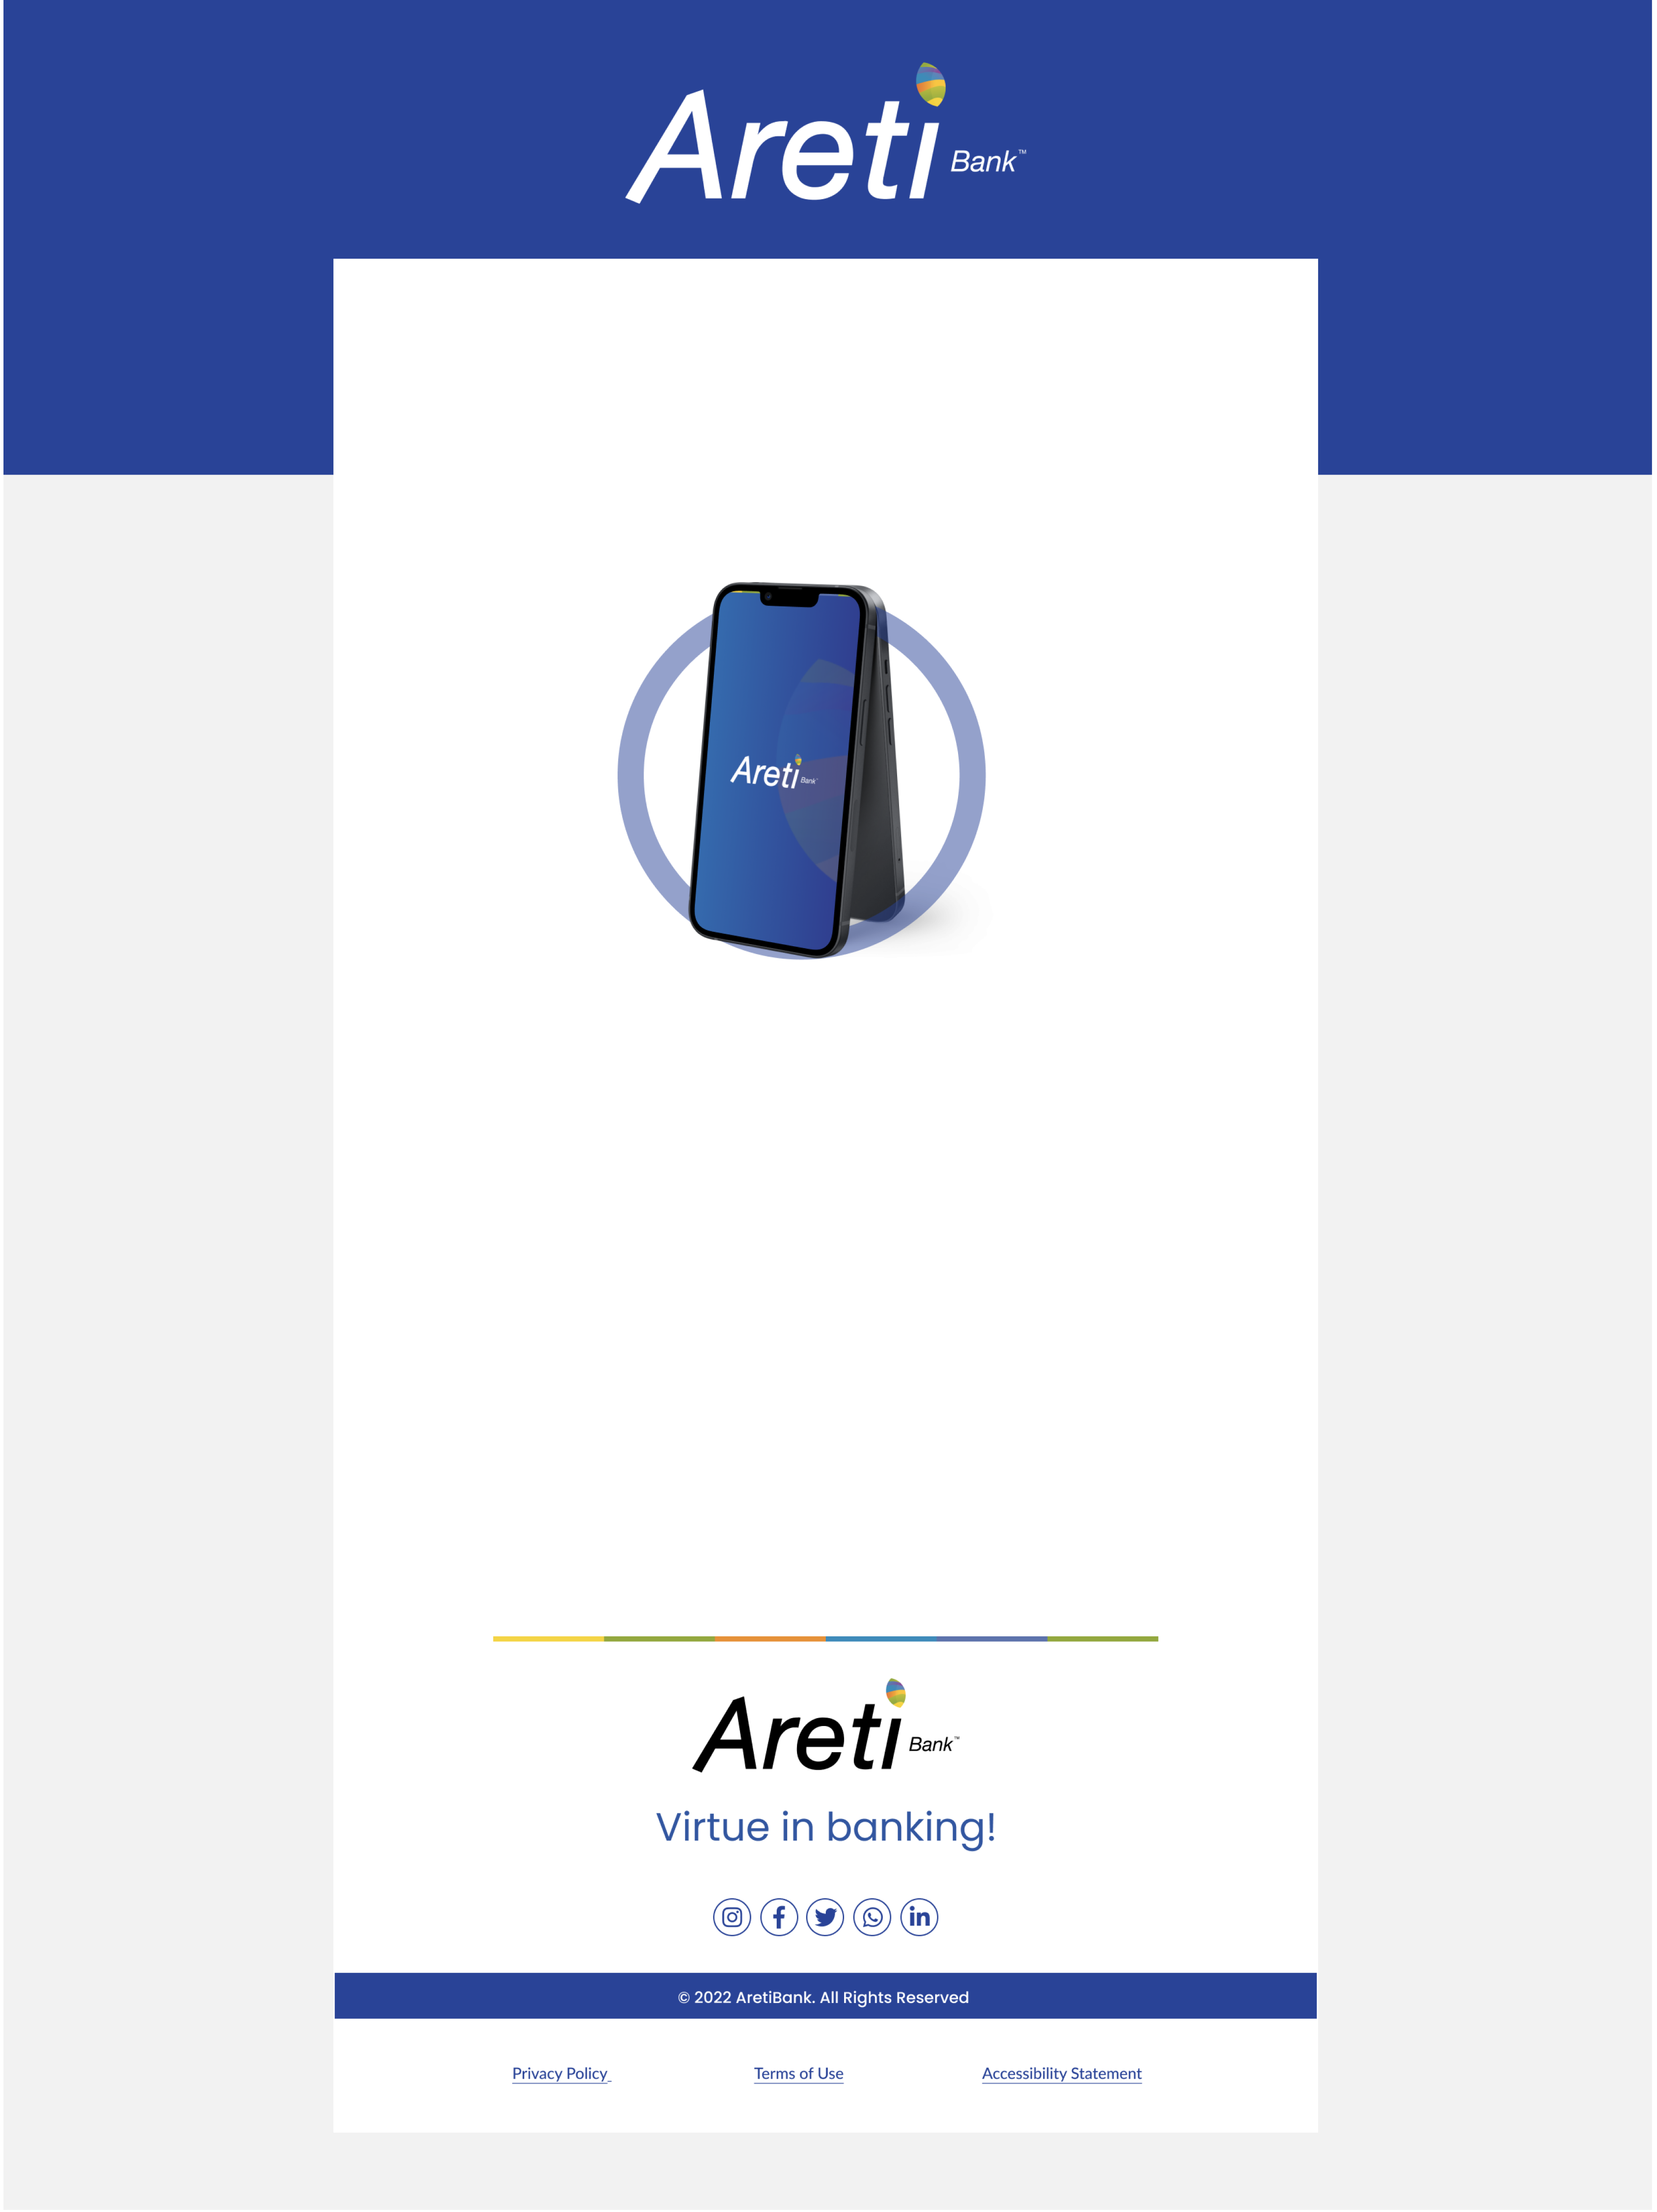 Areti Bank™
Areti Bank™
Areti Bank™
Virtue in banking!
© 2022 AretiBank. All Rights Reserved
Privacy Policy
Terms of Use
Accessibility Statement